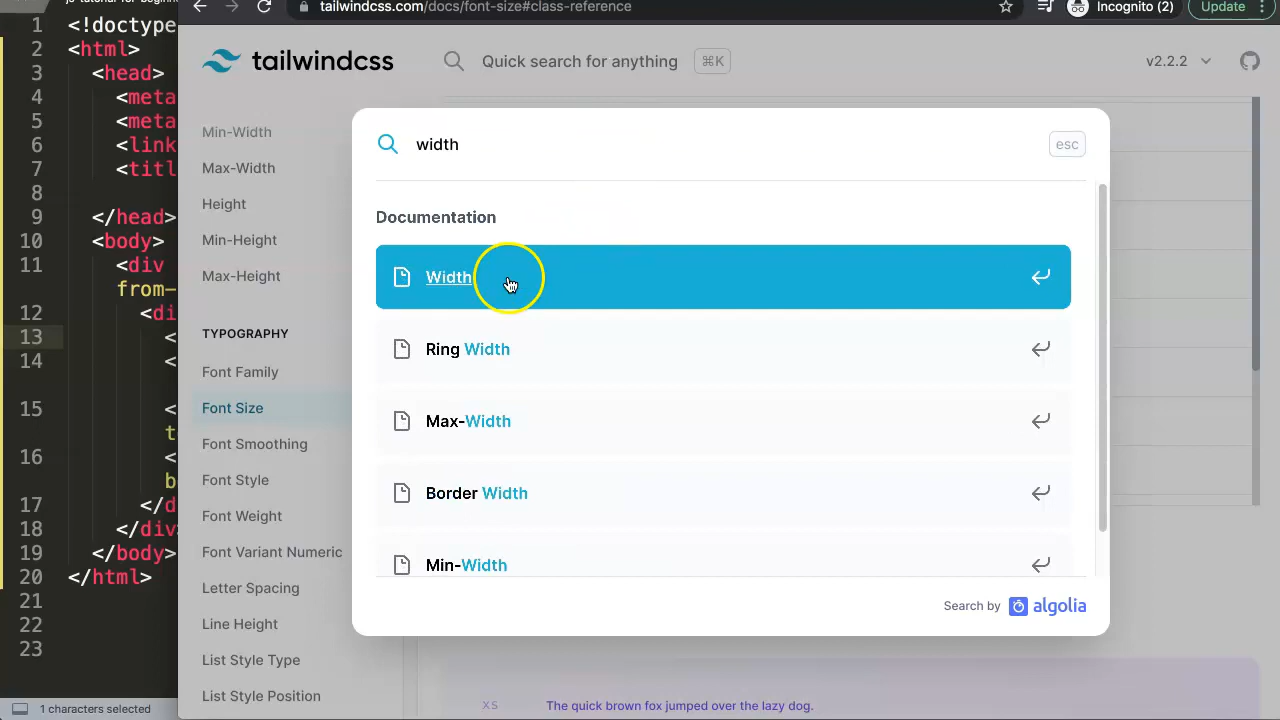 js-tutorial-for-beginne
tailwindcss.com/docs/font-size#class-reference
Incognito (2)
Update
1 <!doctype
2 <html>
3 <head>
4 <meta
5 <meta
6 <link
7 <titl
8
9 </head>
10 <body>
11 <div
from-
12 <di
13 <
14 <
15 <
t
16 <
b
17 </d
18 </div
19 </body>
20 </html>
21
22
23
1 characters selected
tailwindcss
Quick search for anything
⌘K
v2.2.2
Min-Width
Max-Width
Height
Min-Height
Max-Height
TYPOGRAPHY
Font Family
Font Size
Font Smoothing
Font Style
Font Weight
Font Variant Numeric
Letter Spacing
Line Height
List Style Type
List Style Position
width
esc
Documentation
Width
Ring Width
Max-Width
Border Width
Min-Width
Search by algolia
XS The quick brown fox jumped over the lazy dog.